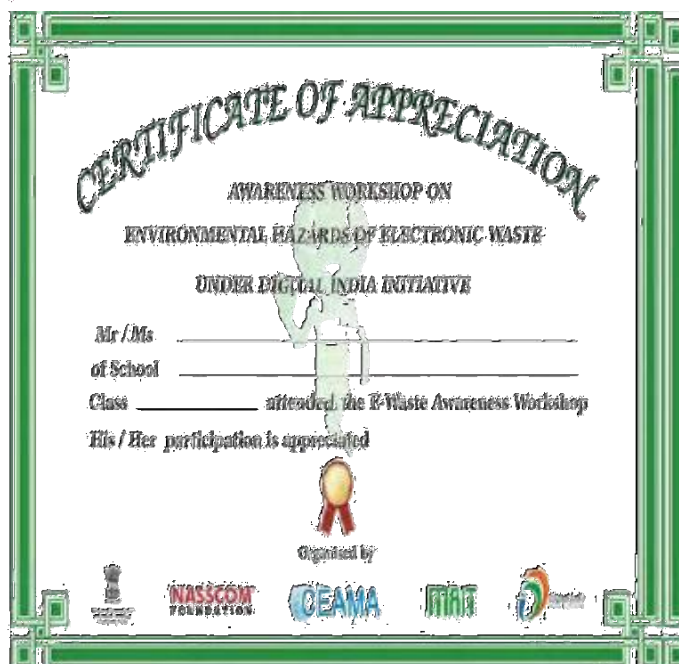 CERTIFICATE OF APPRECIATION
AWARENESS WORKSHOP ON
ENVIRONMENTAL HAZARDS OF ELECTRONIC WASTE
UNDER DIGITAL INDIA INITIATIVE
Mr / Ms
of School
Class attended the E-Waste Awareness Workshop
His / Her participation is appreciated
Organised by
NASSCOM
FOUNDATION
CEAMA
MAIT